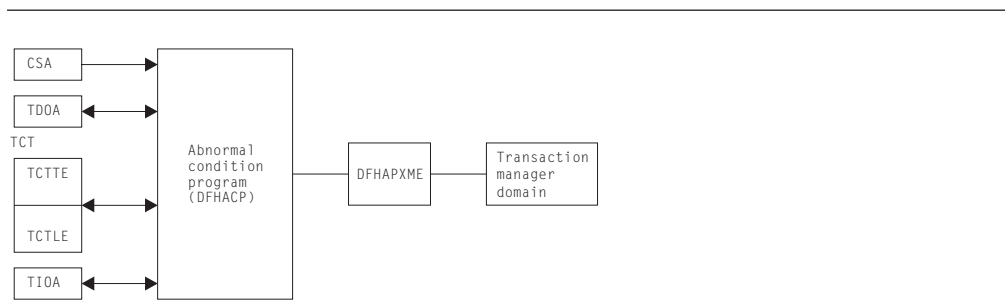 CSA
TDOA
TCT
TCTTE
TCTLE
TIOA
Abnormal
condition
program
(DFHACP)
DFHAPXME
Transaction
manager
domain